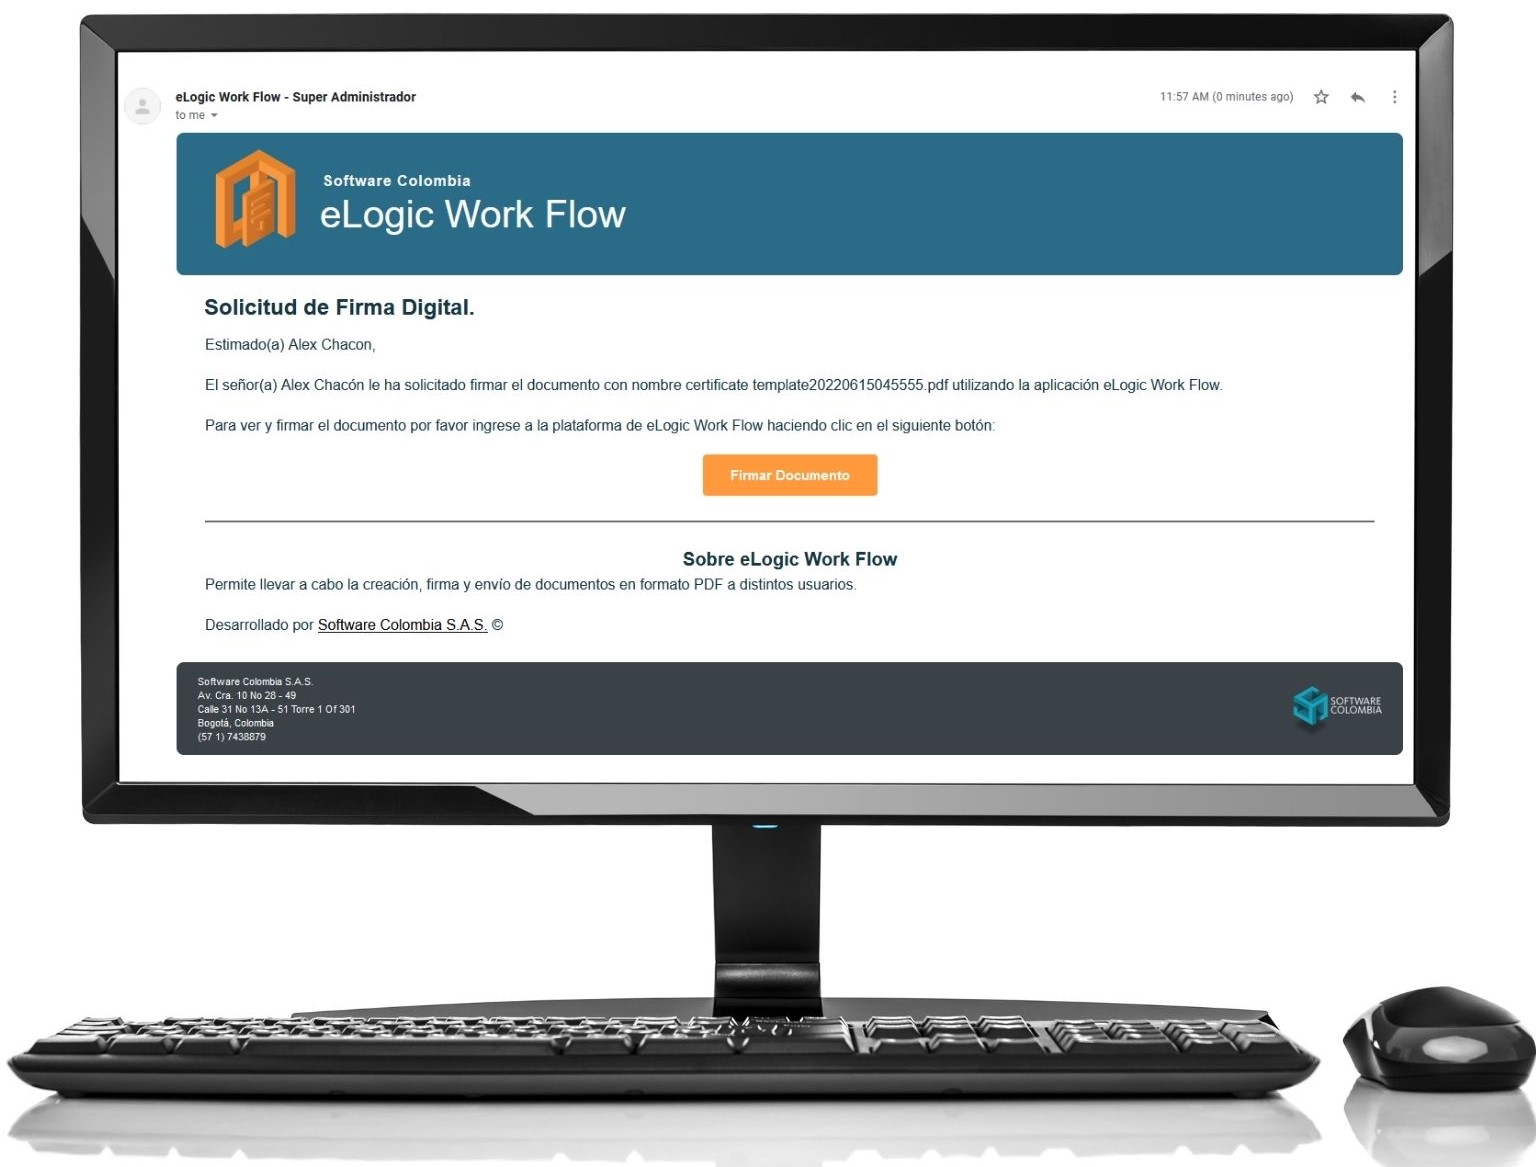 eLogic Work Flow - Super Administrador
11:57 AM (0 minutes ago)
to me
Software Colombia
eLogic Work Flow
Solicitud de Firma Digital.
Estimado(a) Alex Chacon,
El señor(a) Alex Chacón le ha solicitado firmar el documento con nombre certificate template20220615045555.pdf utilizando la aplicación eLogic Work Flow.
Para ver y firmar el documento por favor ingrese a la plataforma de eLogic Work Flow haciendo clic en el siguiente botón:
Firmar Documento
Sobre eLogic Work Flow
Permite llevar a cabo la creación, firma y envío de documentos en formato PDF a distintos usuarios.
Desarrollado por Software Colombia S.A.S. ©
Software Colombia S.A.S.
Av. Cra. 10 No 28 - 49
Calle 31 No 13A - 51 Torre 1 Of 301
Bogotá, Colombia
(57 1) 7438879
SOFTWARE
COLOMBIA